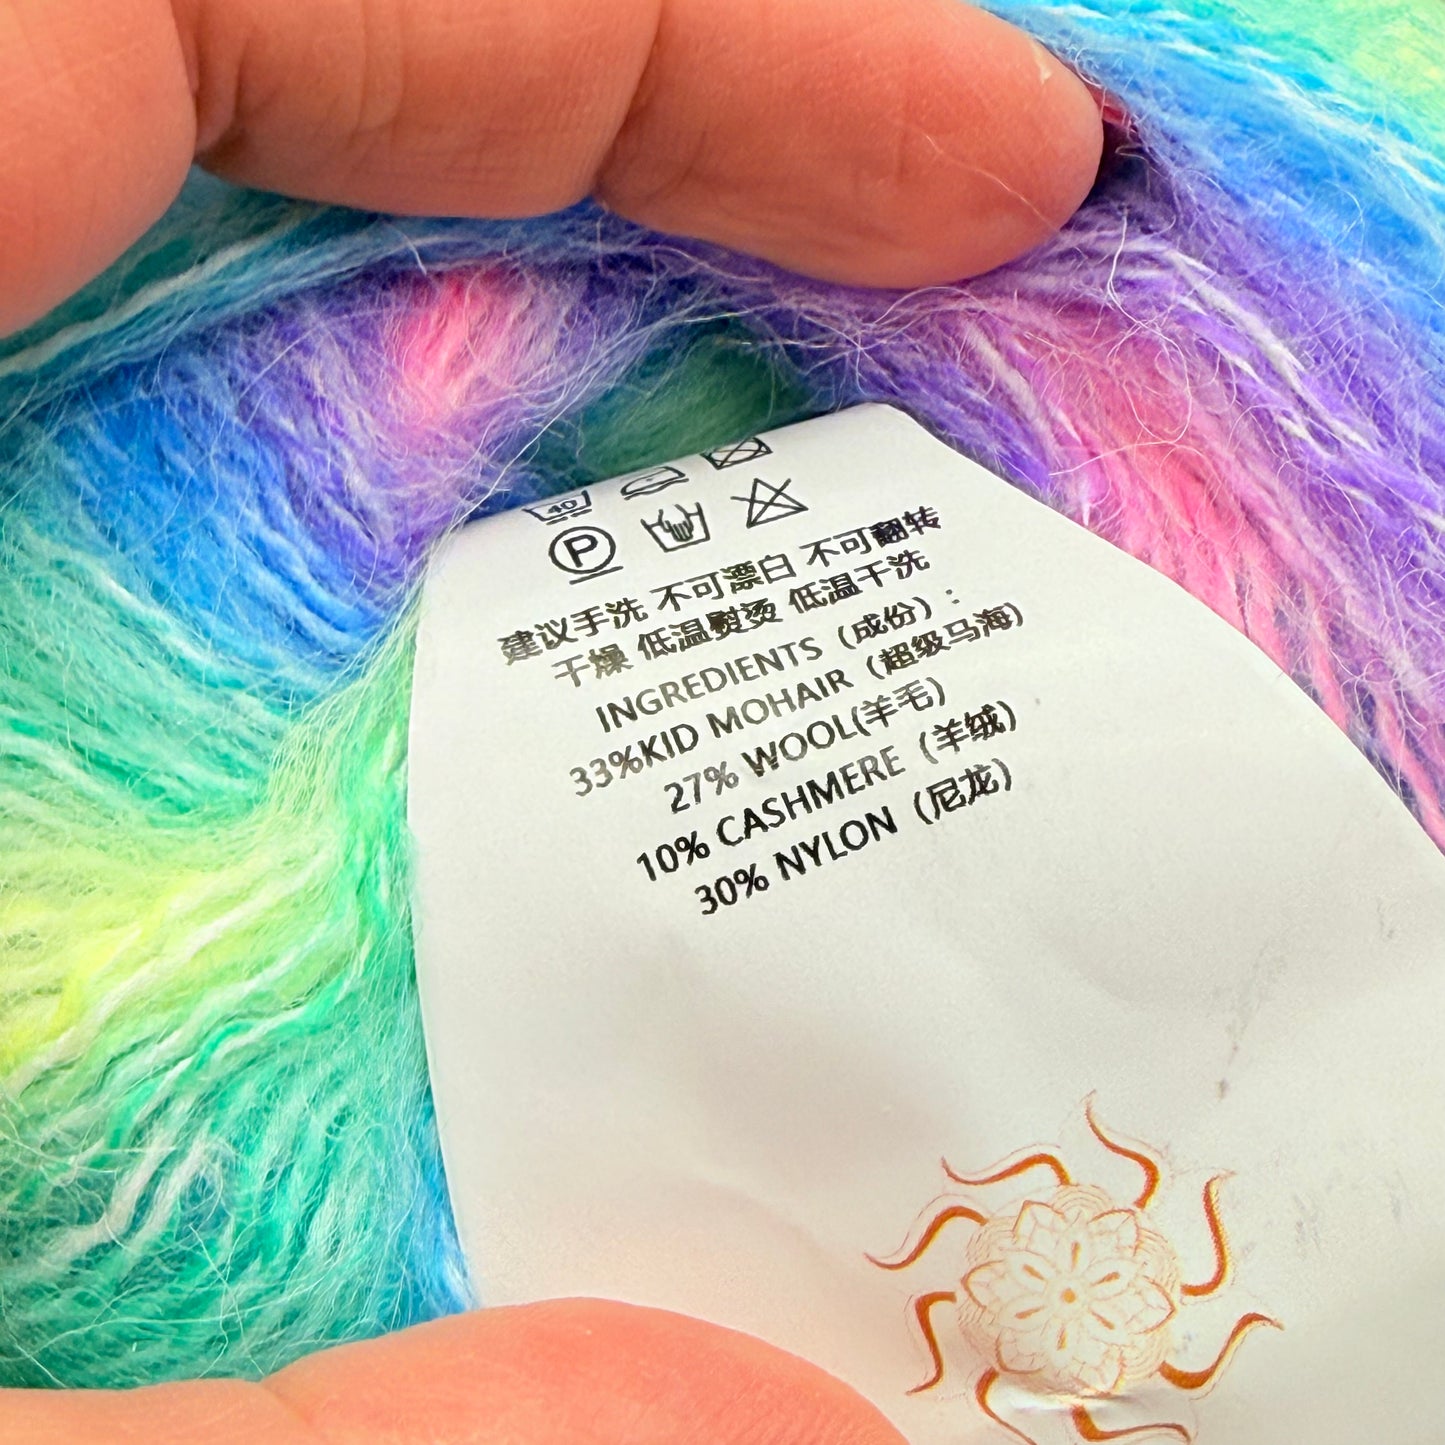 40
P
建议手洗 不可漂白 不可翻转
干燥 低温熨烫 低温干洗
INGREDIENTS（成份）:
33%KID MOHAIR（超级马海）
27% WOOL(羊毛)
10% CASHMERE（羊绒）
30% NYLON（尼龙）